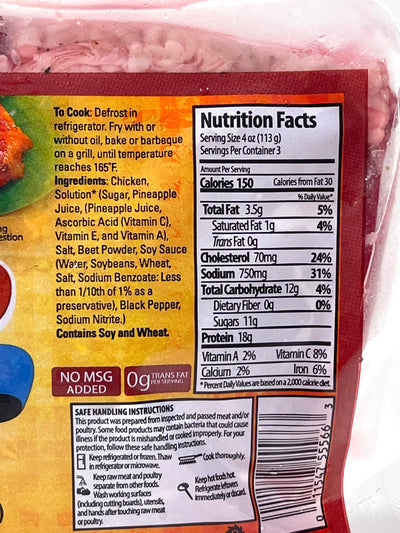 To Cook: Defrost in
refrigerator. Fry with or
without oil, bake or barbeque
on a grill, until temperature
reaches 165°F.
Ingredients: Chicken,
Solution* (Sugar, Pineapple
Juice, (Pineapple Juice,
Ascorbic Acid (Vitamin C),
Vitamin E, and Vitamin A),
Salt, Beet Powder, Soy Sauce
(Water, Soybeans, Wheat,
Salt, Sodium Benzoate: Less
than 1/10th of 1% as a
preservative), Black Pepper,
Sodium Nitrite.)
Contains Soy and Wheat.
estion
NO MSG
ADDED
0g TRANS FAT
PER SERVING
Nutrition Facts
Serving Size 4 oz (113 g)
Servings Per Container 3
Amount Per Serving
Calories 150 Calories from Fat 30
% Daily Value*
Total Fat 3.5g 5%
Saturated Fat 1g 4%
Trans Fat 0g
Cholesterol 70mg 24%
Sodium 750mg 31%
Total Carbohydrate 12g 4%
Dietary Fiber 0g 0%
Sugars 11g
Protein 18g
Vitamin A 2% Vitamin C 8%
Calcium 2% Iron 6%
*Percent Daily Values are based on a 2,000 calorie diet.
SAFE HANDLING INSTRUCTIONS
This product was prepared from inspected and passed meat and/or
poultry. Some food products may contain bacteria that could cause
illness if the product is mishandled or cooked improperly. For your
protection, follow these safe handling instructions.
Keep refrigerated or frozen. Thaw
in refrigerator or microwave.
Keep raw meat and poultry
separate from other foods.
Wash working surfaces
(including cutting boards), utensils,
and hands after touching raw meat
or poultry.
Cook thoroughly.
Keep hot foods hot.
Refrigerate leftovers
immediately or discard.